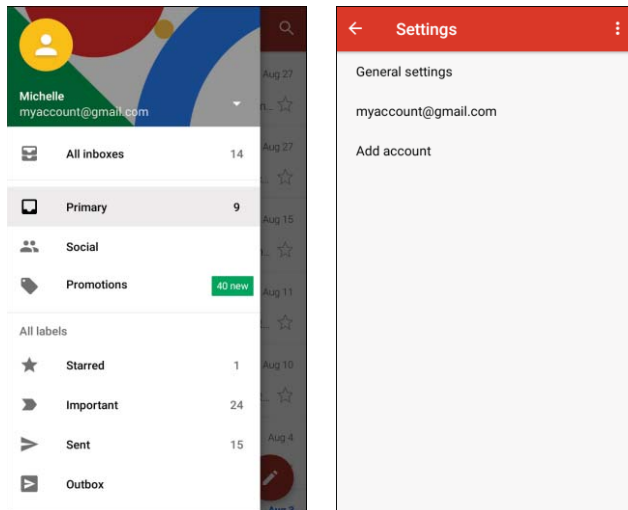 Michelle
myaccount@gmail.com
All inboxes 14
Primary 9
Social
Promotions 40 new
All labels
Starred 1
Important 24
Sent 15
Outbox
Aug 27
Aug 27
Aug 15
Aug 11
Aug 10
Aug 4
Settings
General settings
myaccount@gmail.com
Add account